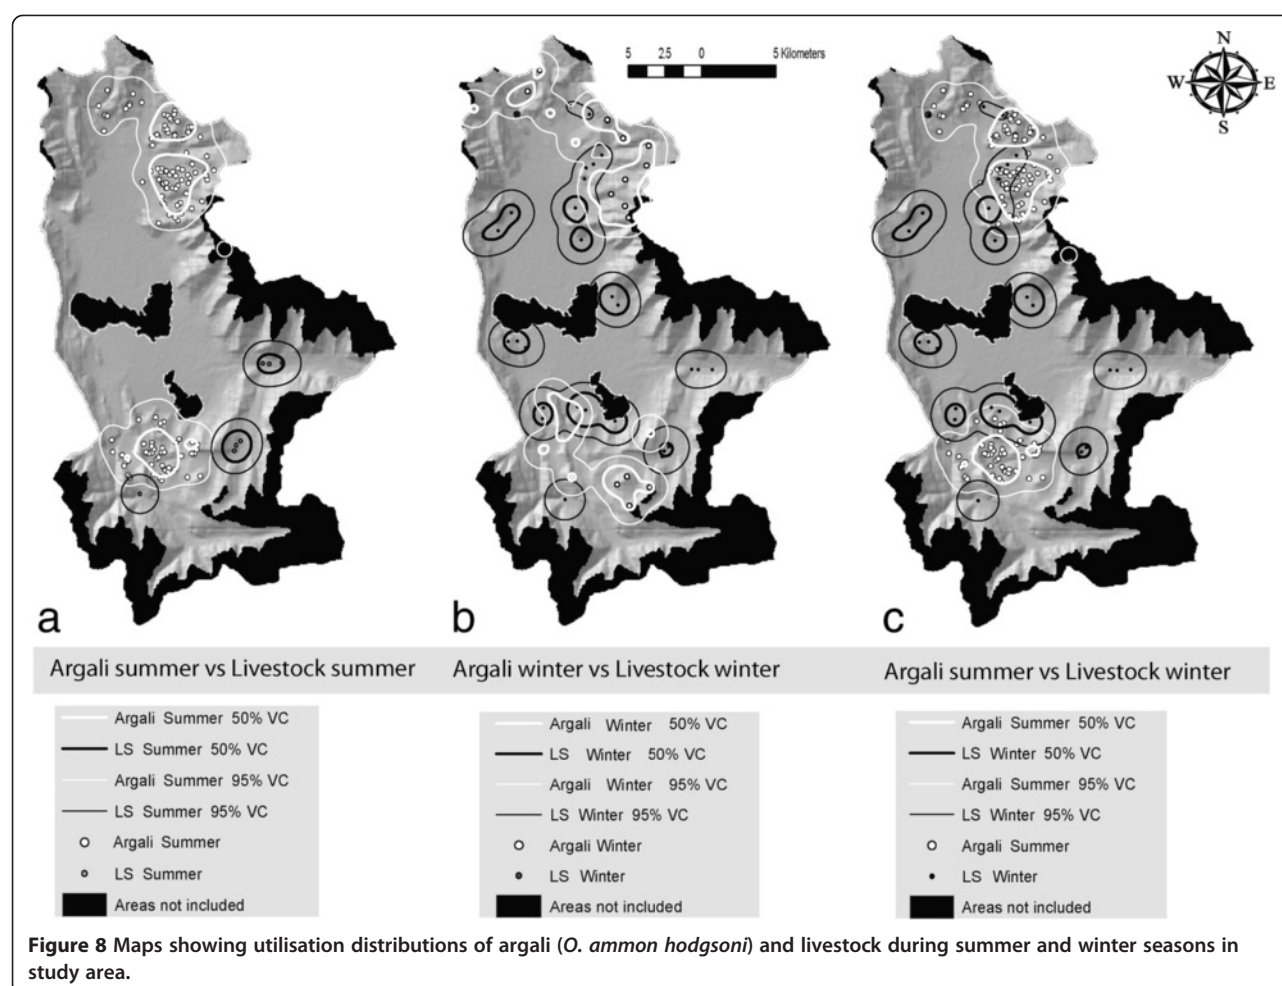 5 2.5 0 5 Kilometers
N
W E
S
a
b
c
Argali summer vs Livestock summer
Argali winter vs Livestock winter
Argali summer vs Livestock winter
Argali Summer 50% VC
LS Summer 50% VC
Argali Summer 95% VC
LS Summer 95% VC
Argali Summer
LS Summer
Areas not included
Argali Winter 50% VC
LS Winter 50% VC
Argali Winter 95% VC
LS Winter 95% VC
Argali Winter
LS Winter
Areas not included
Argali Summer 50% VC
LS Winter 50% VC
Argali Summer 95% VC
LS Winter 95% VC
Argali Summer
LS Winter
Areas not included
Figure 8 Maps showing utilisation distributions of argali (O. ammon hodgsoni) and livestock during summer and winter seasons in
study area.